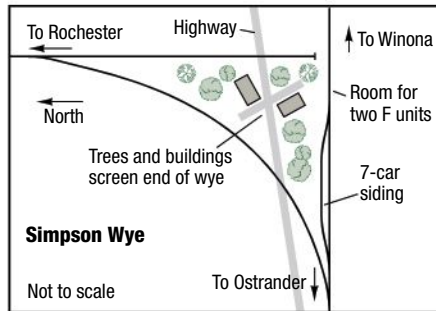 To Rochester
Highway
To Winona
Room for
two F units
North
Trees and buildings
screen end of wye
7-car
siding
Simpson Wye
To Ostrander
Not to scale